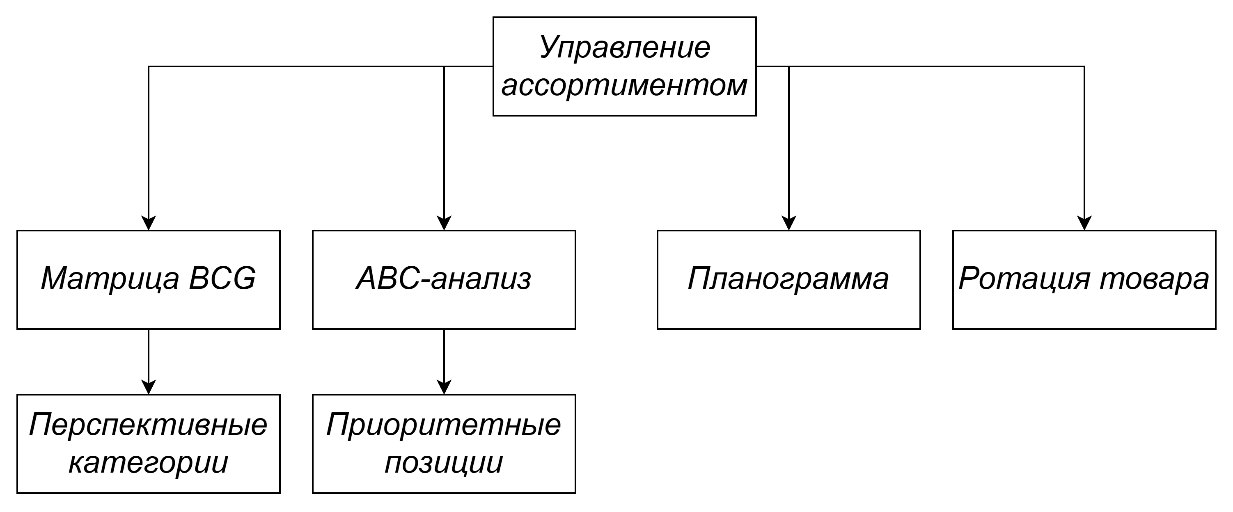 Управление
ассортиментом
Матрица BCG
ABC-анализ
Планограмма
Ротация товара
Перспективные
категории
Приоритетные
позиции